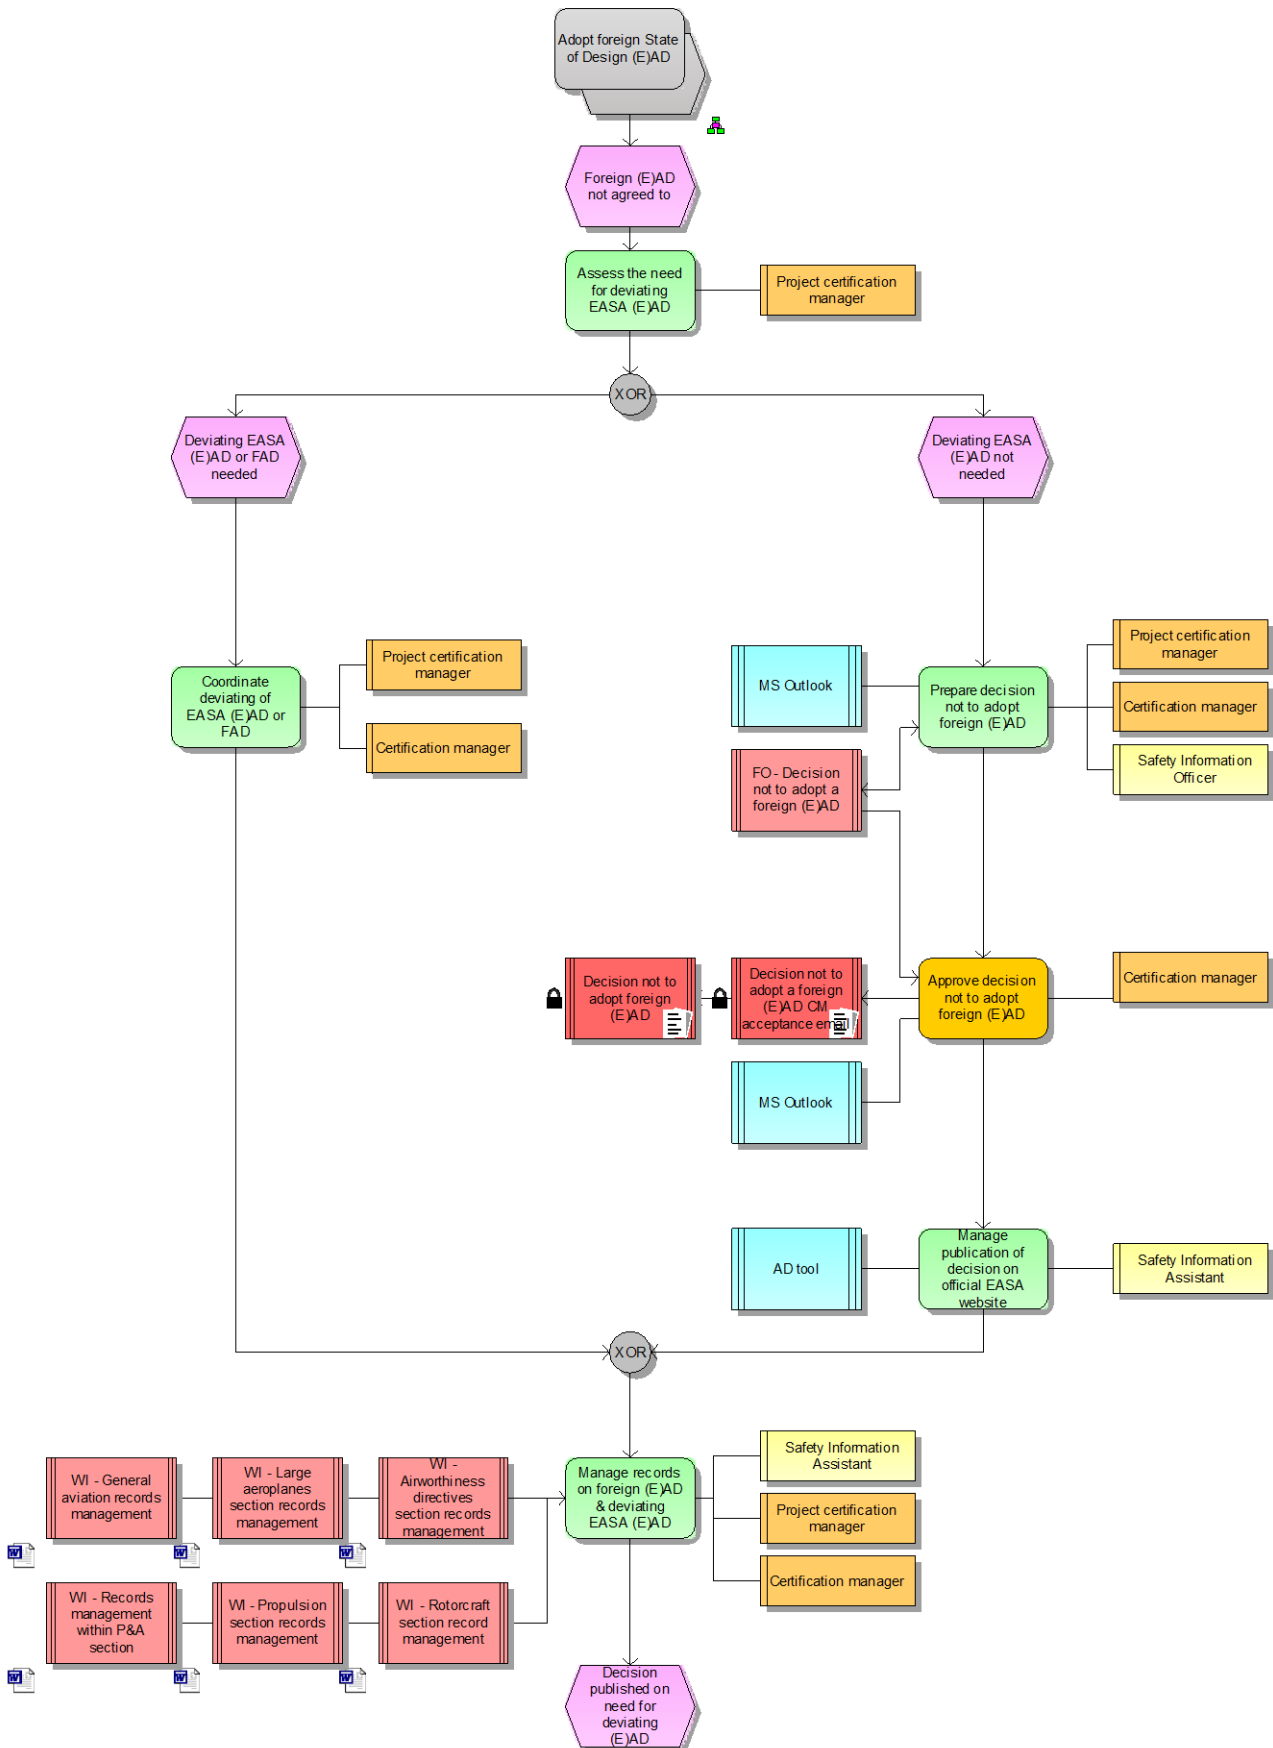 Adopt foreign State
of Design (E)AD
Foreign (E)AD
not agreed to
Assess the need
for deviating
EASA (E)AD
Project certification
manager
XOR
Deviating EASA
(E)AD or FAD
needed
Deviating EASA
(E)AD not
needed
Coordinate
deviating of
EASA (E)AD or
FAD
Project certification
manager
Certification manager
MS Outlook
Prepare decision
not to adopt
foreign (E)AD
Project certification
manager
Certification manager
Safety Information
Officer
FO - Decision
not to adopt a
foreign (E)AD
Decision not to
adopt foreign
(E)AD
Decision not to
adopt a foreign
(E)AD CM
acceptance email
Approve decision
not to adopt
foreign (E)AD
Certification manager
MS Outlook
AD tool
Manage
publication of
decision on
official EASA
website
Safety Information
Assistant
XOR
WI - General
aviation records
management
WI - Large
aeroplanes
section records
management
WI -
Airworthiness
directives
section records
management
Manage records
on foreign (E)AD
& deviating
EASA (E)AD
Safety Information
Assistant
Project certification
manager
Certification manager
WI - Records
management
within P&A
section
WI - Propulsion
section records
management
WI - Rotorcraft
section record
management
Decision
published on
need for
deviating
(E)AD